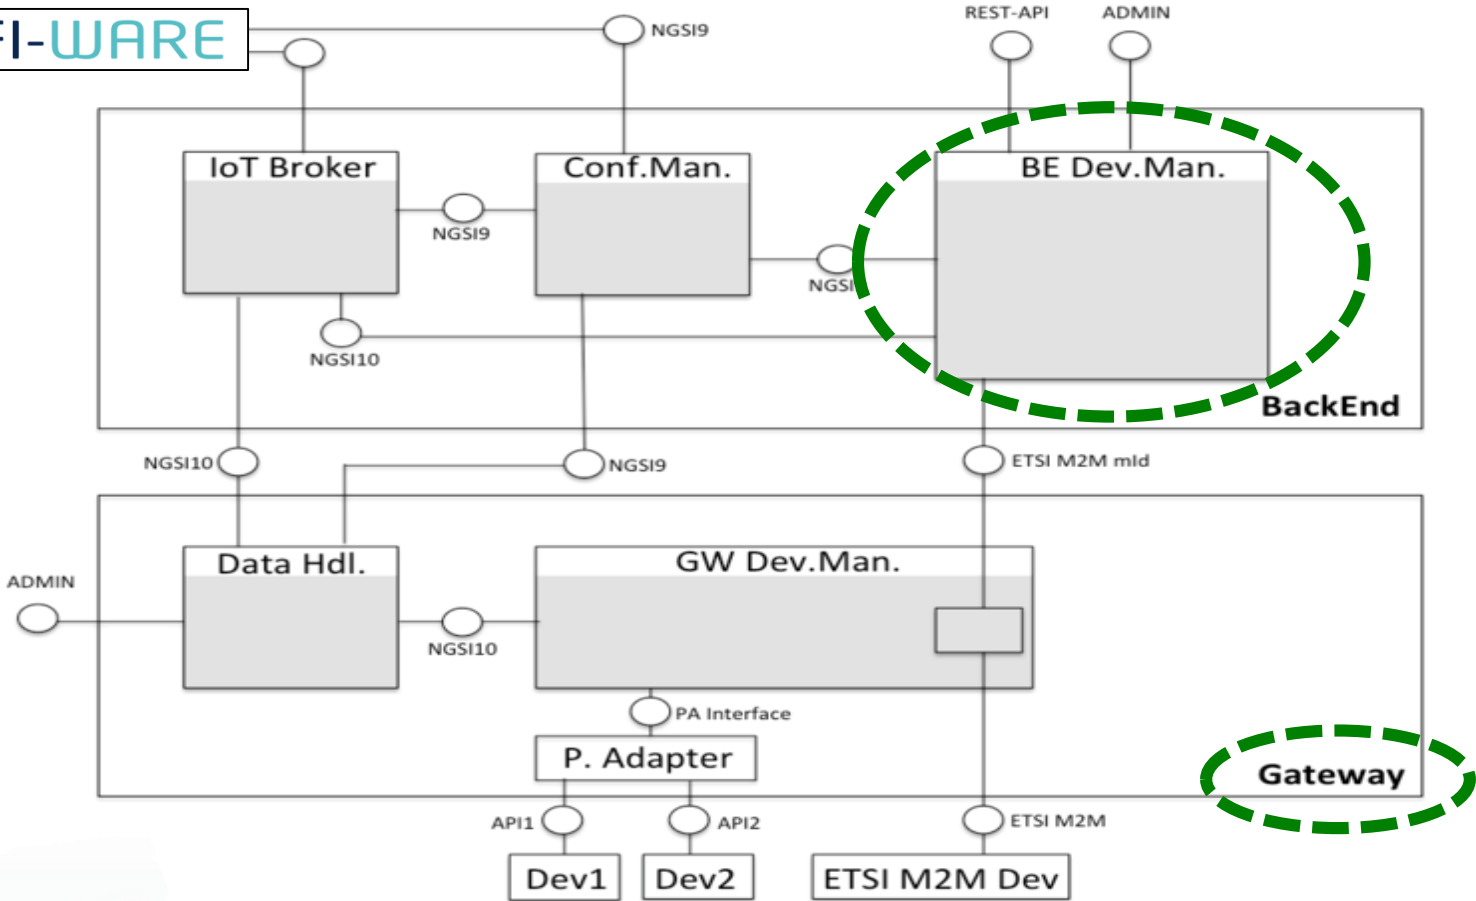 FI-WARE
NGSI9
REST-API
ADMIN
IoT Broker
Conf.Man.
BE Dev.Man.
NGSI9
NGSI
NGSI10
BackEnd
NGSI10
NGSI9
ETSI M2M mId
Data Hdl.
GW Dev.Man.
ADMIN
NGSI10
PA Interface
P. Adapter
Gateway
API1
API2
ETSI M2M
Dev1
Dev2
ETSI M2M Dev